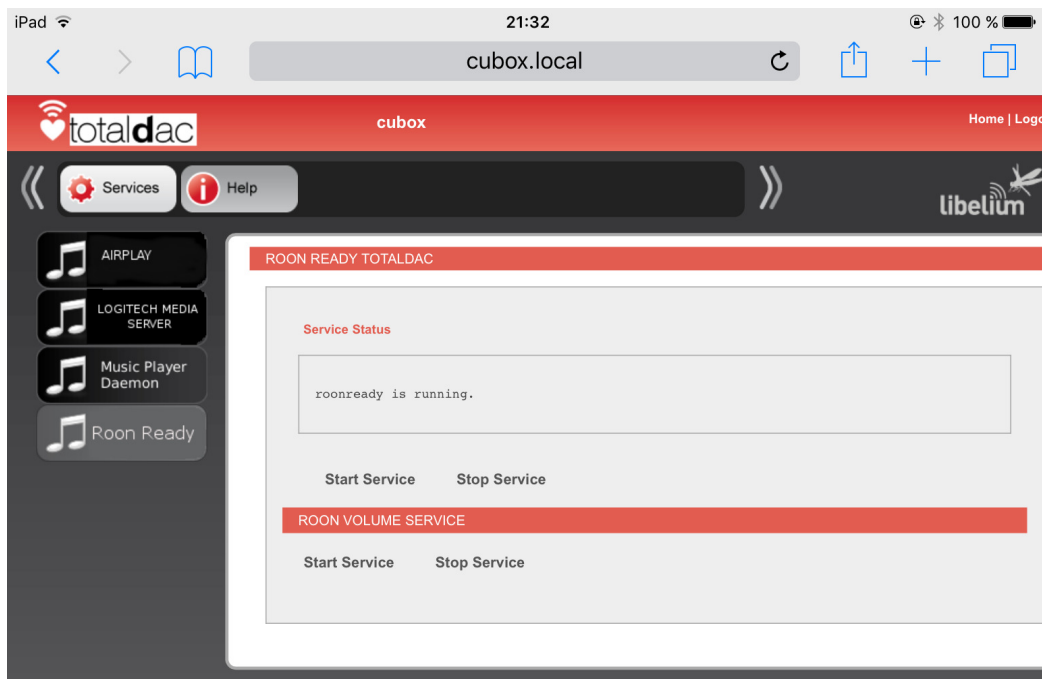 iPad 21:32 100 %
cubox.local
totaldac cubox Home | Logo
Services Help
libelium
AIRPLAY
LOGITECH MEDIA
SERVER
Music Player
Daemon
Roon Ready
ROON READY TOTALDAC
Service Status
roonready is running.
Start Service Stop Service
ROON VOLUME SERVICE
Start Service Stop Service